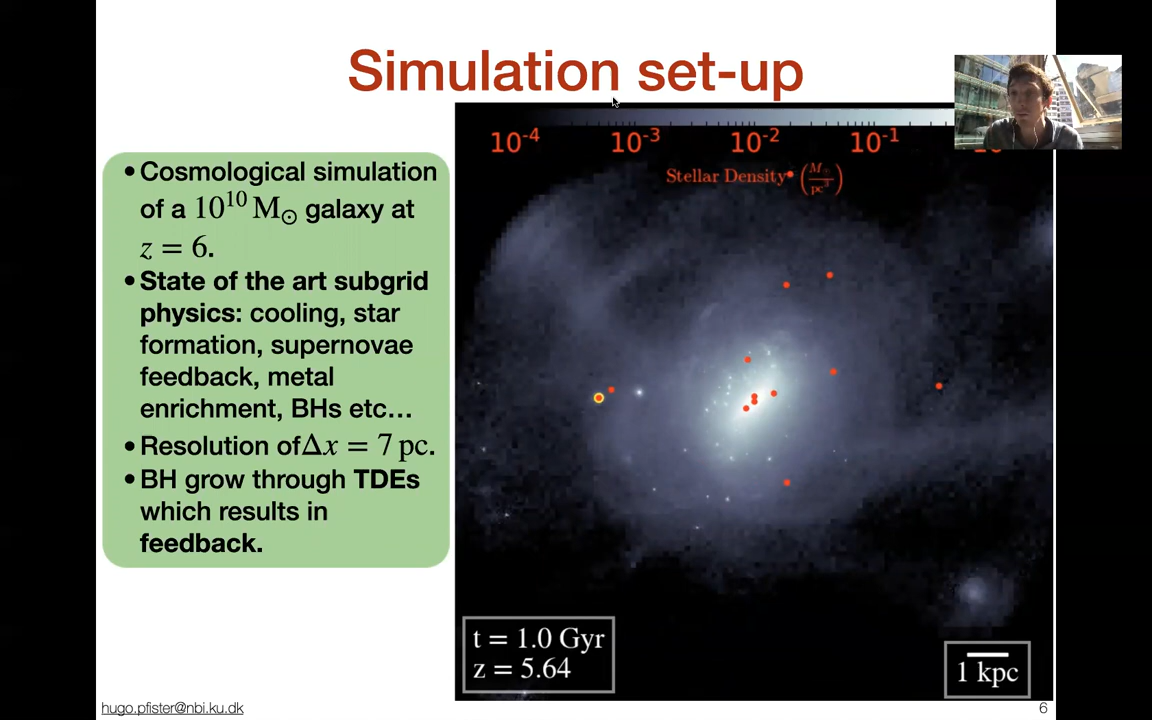 Simulation set-up
• Cosmological simulation
of a 10¹⁰ M☉ galaxy at
z = 6.
• State of the art subgrid
physics: cooling, star
formation, supernovae
feedback, metal
enrichment, BHs etc…
• Resolution of Δx = 7 pc.
• BH grow through TDEs
which results in
feedback.
10⁻⁴ 10⁻³ 10⁻² 10⁻¹
Stellar Density
t = 1.0 Gyr
z = 5.64
1 kpc
hugo.pfister@nbi.ku.dk
6